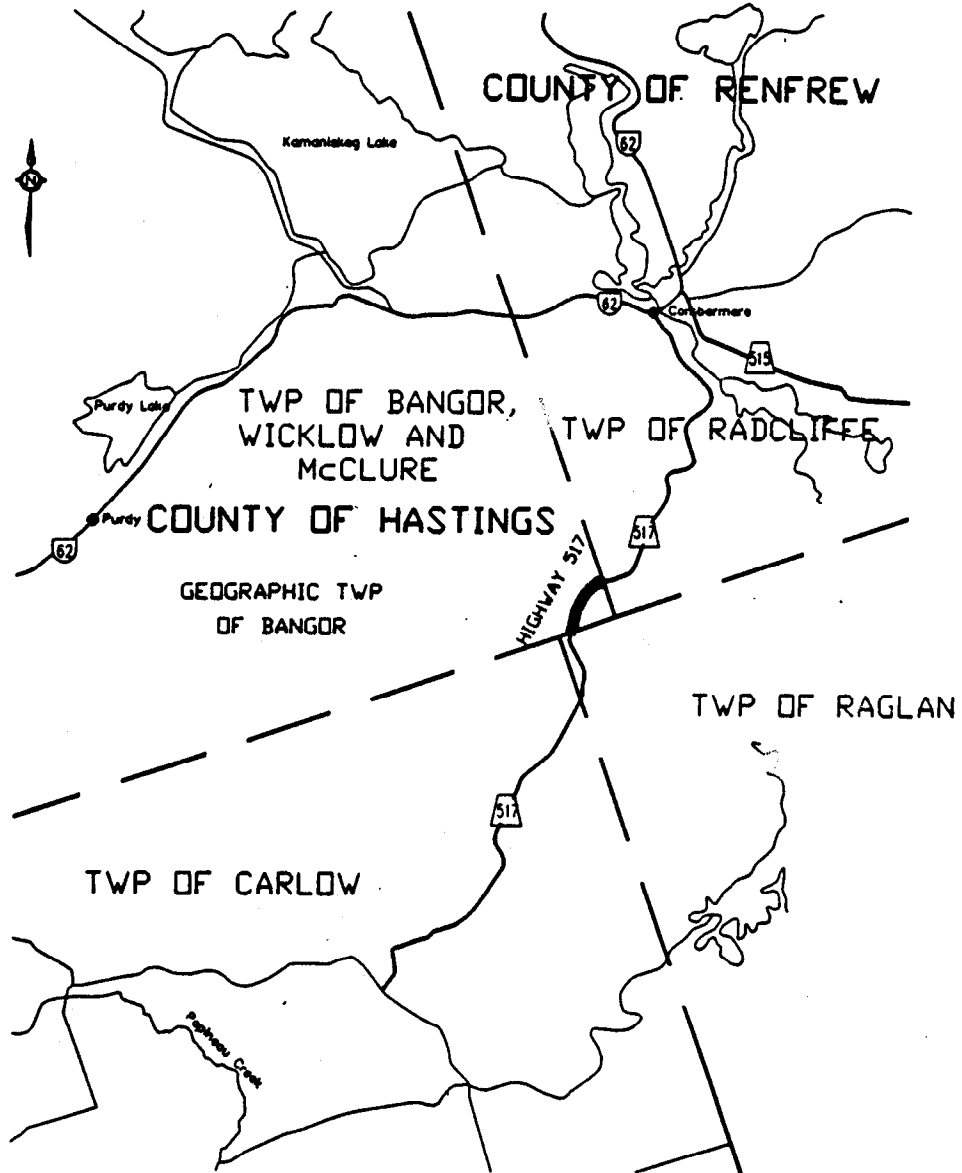 COUNTY OF RENFREW
62
Kamaniskeg Lake
N
62
Combermere
515
Purdy Lake
TWP OF BANGOR,
WICKLOW AND
McCLURE
TWP OF RADCLIFFE
Purdy
COUNTY OF HASTINGS
517
62
HIGHWAY 517
GEOGRAPHIC TWP
OF BANGOR
TWP OF RAGLAN
517
TWP OF CARLOW
Papineau Creek